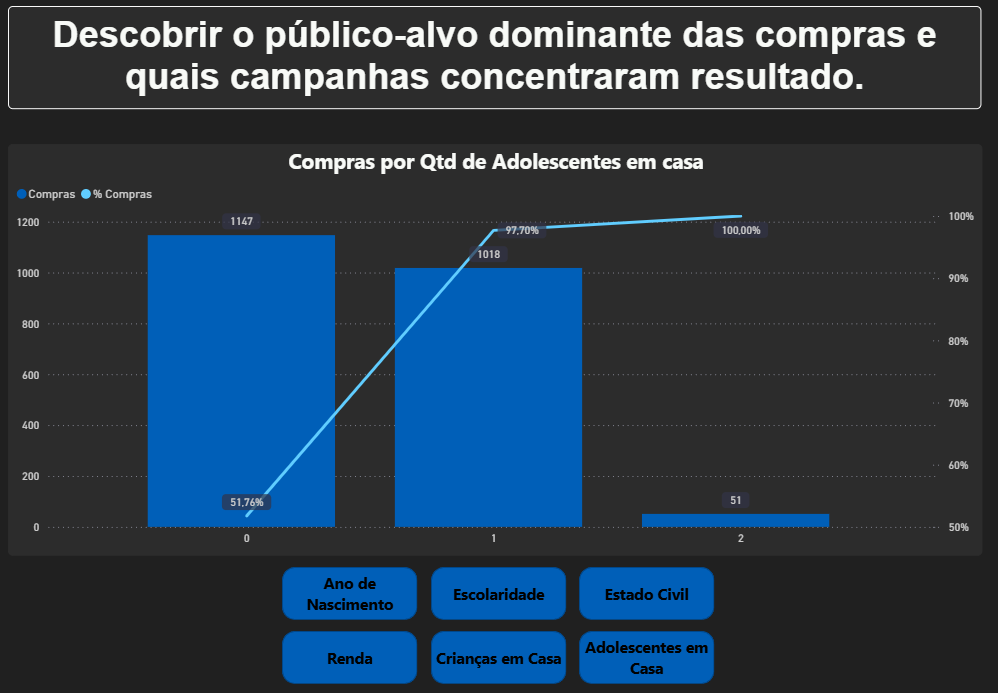 Descobrir o público-alvo dominante das compras e
quais campanhas concentraram resultado.
Compras por Qtd de Adolescentes em casa
Compras % Compras
1200
1000
800
600
400
200
0
1147
1018
51
51,76%
97,70%
100,00%
100%
90%
80%
70%
60%
50%
0 1 2
Ano de
Nascimento
Escolaridade
Estado Civil
Renda
Crianças em Casa
Adolescentes em
Casa